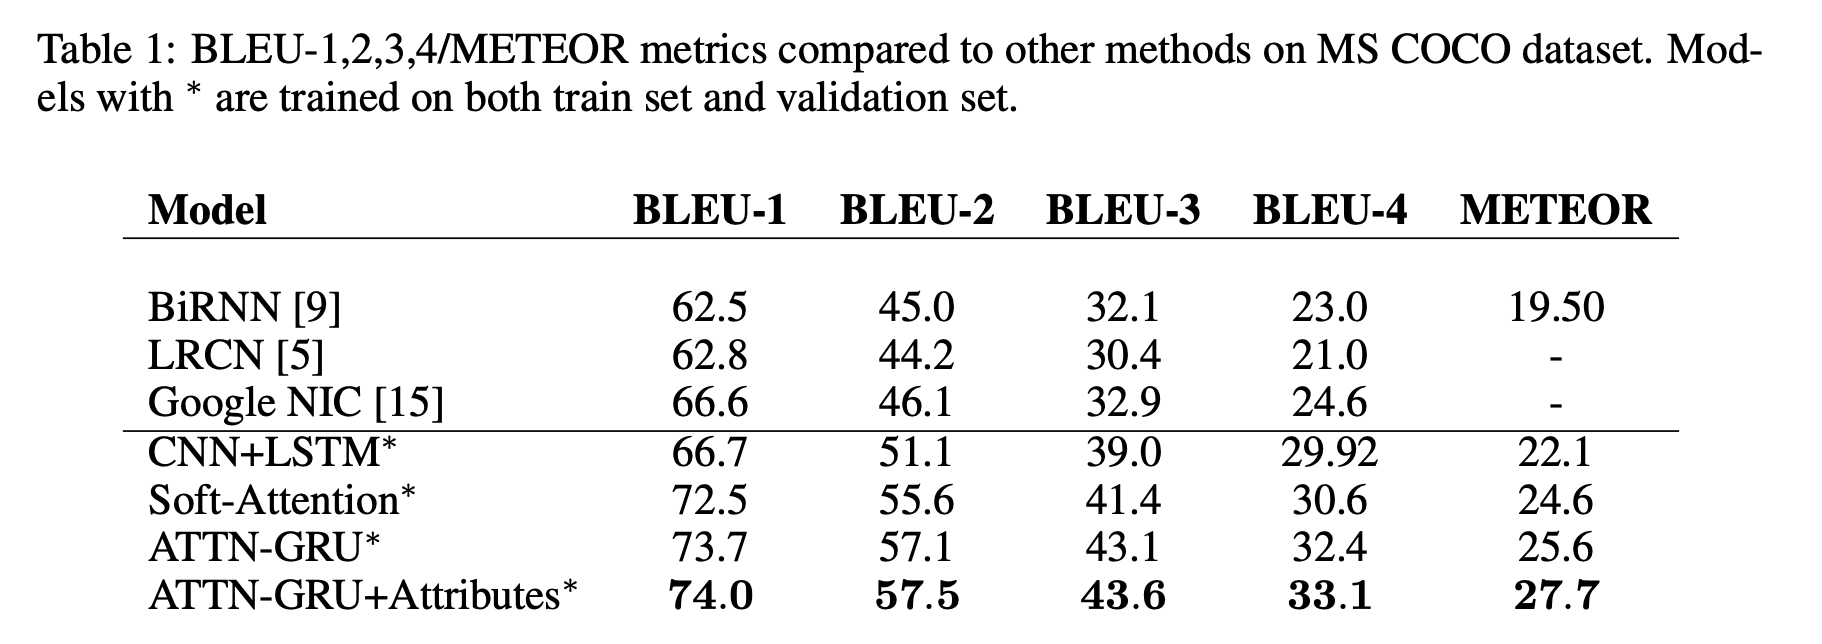 Table 1: BLEU-1,2,3,4/METEOR metrics compared to other methods on MS COCO dataset. Mod-
els with * are trained on both train set and validation set.
Model BLEU-1 BLEU-2 BLEU-3 BLEU-4 METEOR
BiRNN [9] 62.5 45.0 32.1 23.0 19.50
LRCN [5] 62.8 44.2 30.4 21.0 -
Google NIC [15] 66.6 46.1 32.9 24.6 -
CNN+LSTM* 66.7 51.1 39.0 29.92 22.1
Soft-Attention* 72.5 55.6 41.4 30.6 24.6
ATTN-GRU* 73.7 57.1 43.1 32.4 25.6
ATTN-GRU+Attributes* 74.0 57.5 43.6 33.1 27.7